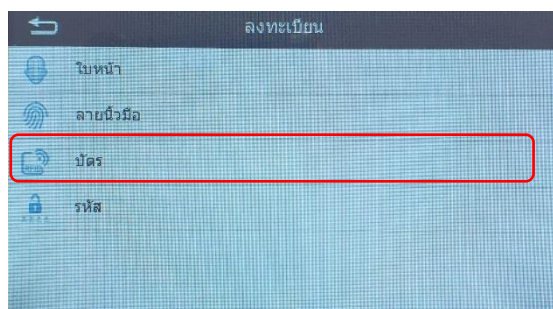 ลงทะเบียน
ใบหน้า
ลายนิ้วมือ
บัตร
รหัส